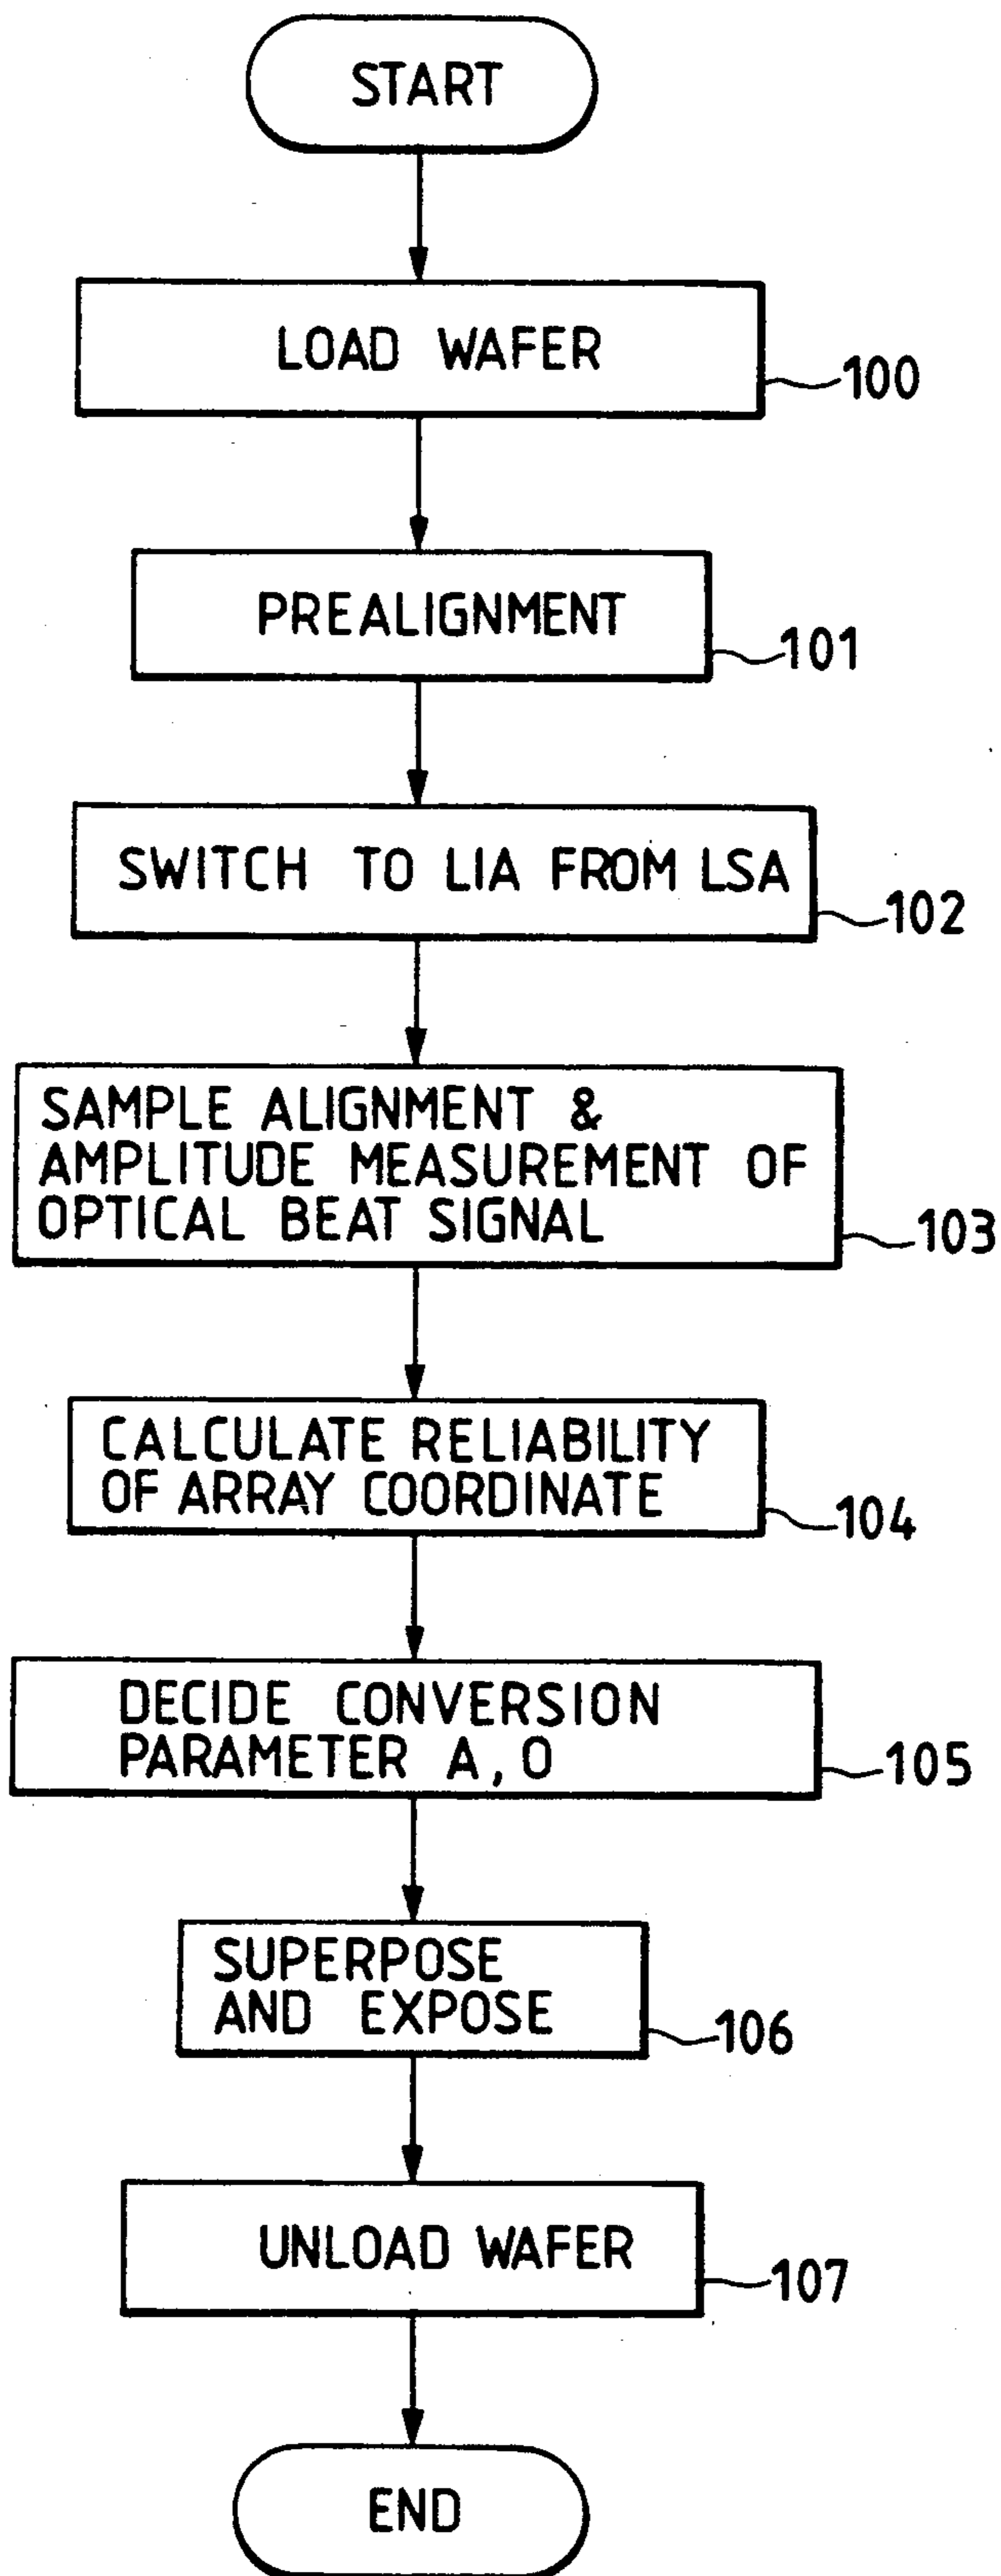 START
LOAD WAFER
100
PREALIGNMENT
101
SWITCH TO LIA FROM LSA
102
SAMPLE ALIGNMENT &
AMPLITUDE MEASUREMENT OF
OPTICAL BEAT SIGNAL
103
CALCULATE RELIABILITY
OF ARRAY COORDINATE
104
DECIDE CONVERSION
PARAMETER A, O
105
SUPERPOSE
AND EXPOSE
106
UNLOAD WAFER
107
END